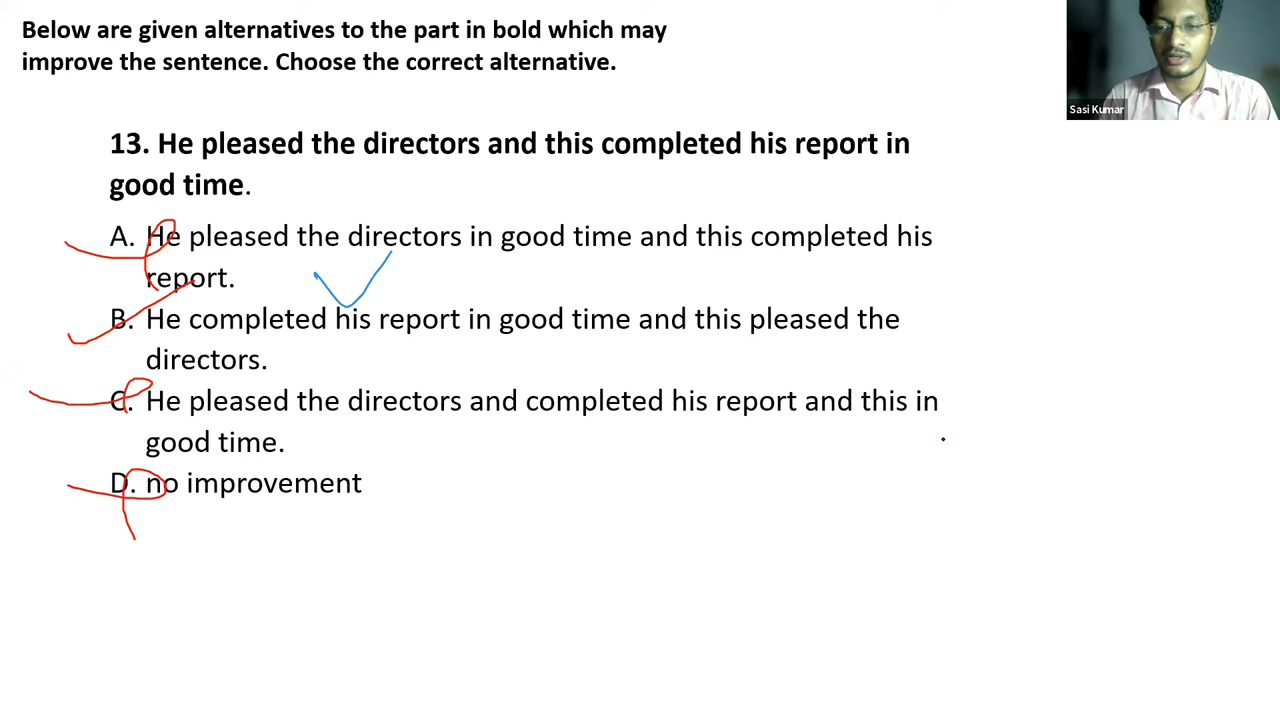 Below are given alternatives to the part in bold which may
improve the sentence. Choose the correct alternative.
Sasi Kumar
13. He pleased the directors and this completed his report in
good time.
A. He pleased the directors in good time and this completed his
report.
B. He completed his report in good time and this pleased the
directors.
C. He pleased the directors and completed his report and this in
good time.
D. no improvement